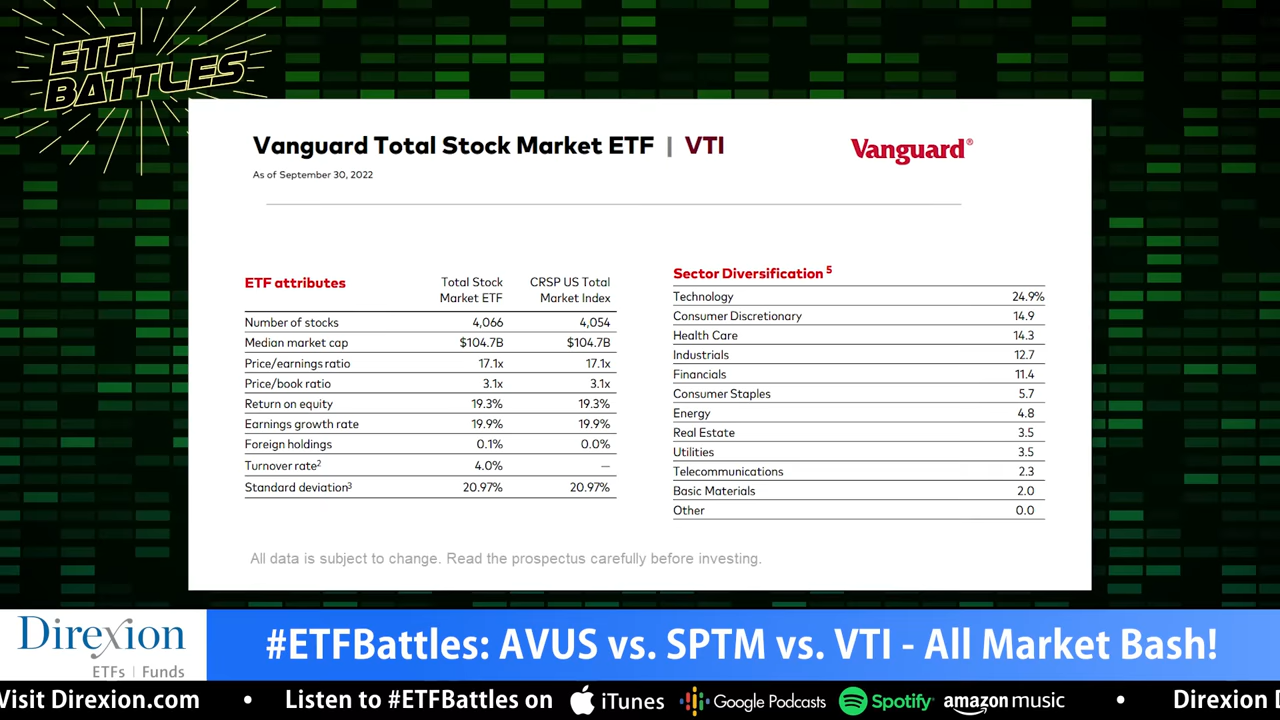 ETF
BATTLES
Vanguard Total Stock Market ETF | VTI
Vanguard®
As of September 30, 2022
ETF attributes Total Stock Market ETF CRSP US Total Market Index
Number of stocks 4,066 4,054
Median market cap $104.7B $104.7B
Price/earnings ratio 17.1x 17.1x
Price/book ratio 3.1x 3.1x
Return on equity 19.3% 19.3%
Earnings growth rate 19.9% 19.9%
Foreign holdings 0.1% 0.0%
Turnover rate² 4.0% —
Standard deviation³ 20.97% 20.97%
Sector Diversification ⁵
Technology 24.9%
Consumer Discretionary 14.9
Health Care 14.3
Industrials 12.7
Financials 11.4
Consumer Staples 5.7
Energy 4.8
Real Estate 3.5
Utilities 3.5
Telecommunications 2.3
Basic Materials 2.0
Other 0.0
All data is subject to change. Read the prospectus carefully before investing.
Direxion
ETFs | Funds
#ETFBattles: AVUS vs. SPTM vs. VTI - All Market Bash!
Visit Direxion.com • Listen to #ETFBattles on iTunes Google Podcasts Spotify amazon music • Direxion